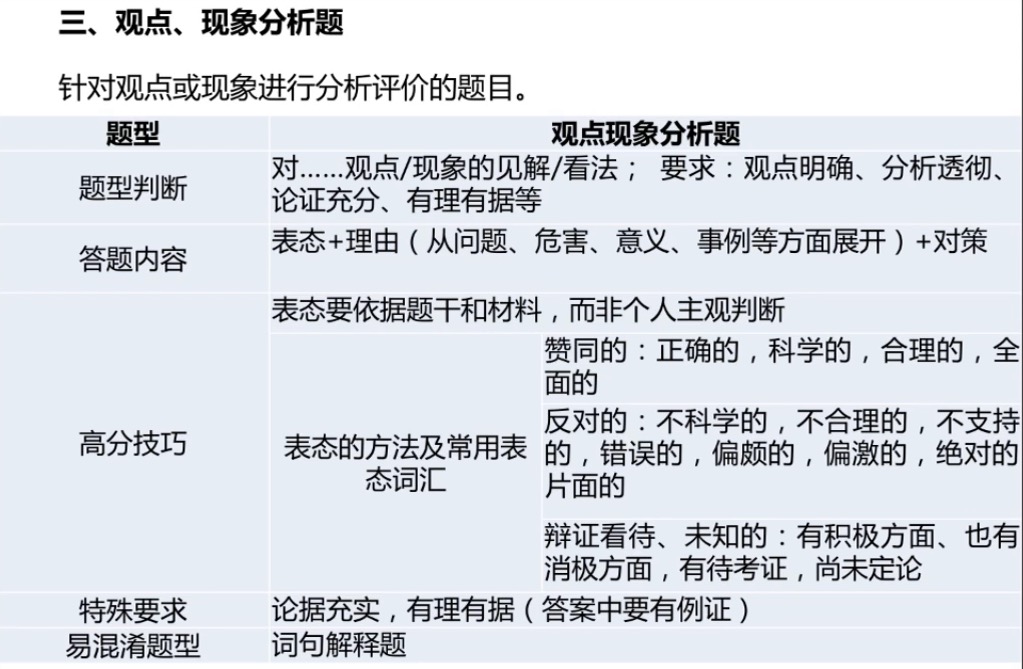 三、观点、现象分析题
针对观点或现象进行分析评价的题目。
题型 观点现象分析题
题型判断 对……观点/现象的见解/看法； 要求：观点明确、分析透彻、
论证充分、有理有据等
答题内容 表态+理由（从问题、危害、意义、事例等方面展开）+对策
高分技巧 表态要依据题干和材料，而非个人主观判断
表态的方法及常用表
态词汇
赞同的：正确的，科学的，合理的，全
面的
反对的：不科学的，不合理的，不支持
的，错误的，偏颇的，偏激的，绝对的
片面的
辩证看待、未知的：有积极方面、也有
消极方面，有待考证，尚未定论
特殊要求 论据充实，有理有据（答案中要有例证）
易混淆题型 词句解释题